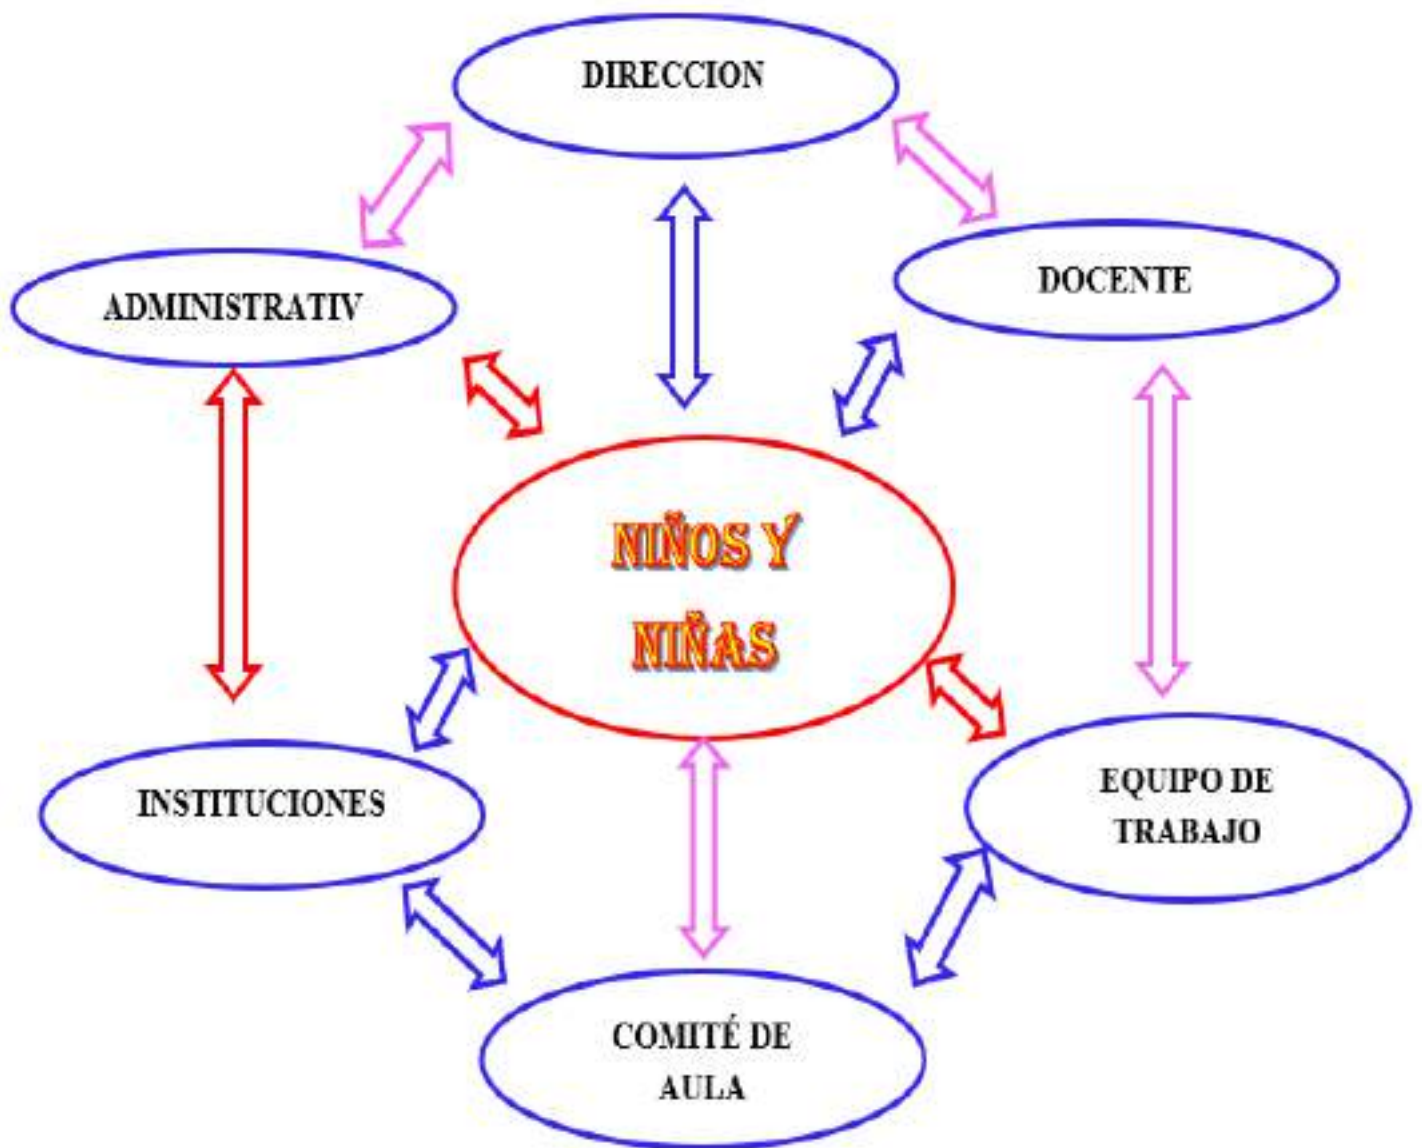 DIRECCION
DOCENTE
ADMINISTRATIV
NIÑOS Y
NIÑAS
INSTITUCIONES
EQUIPO DE
TRABAJO
COMITÉ DE
AULA